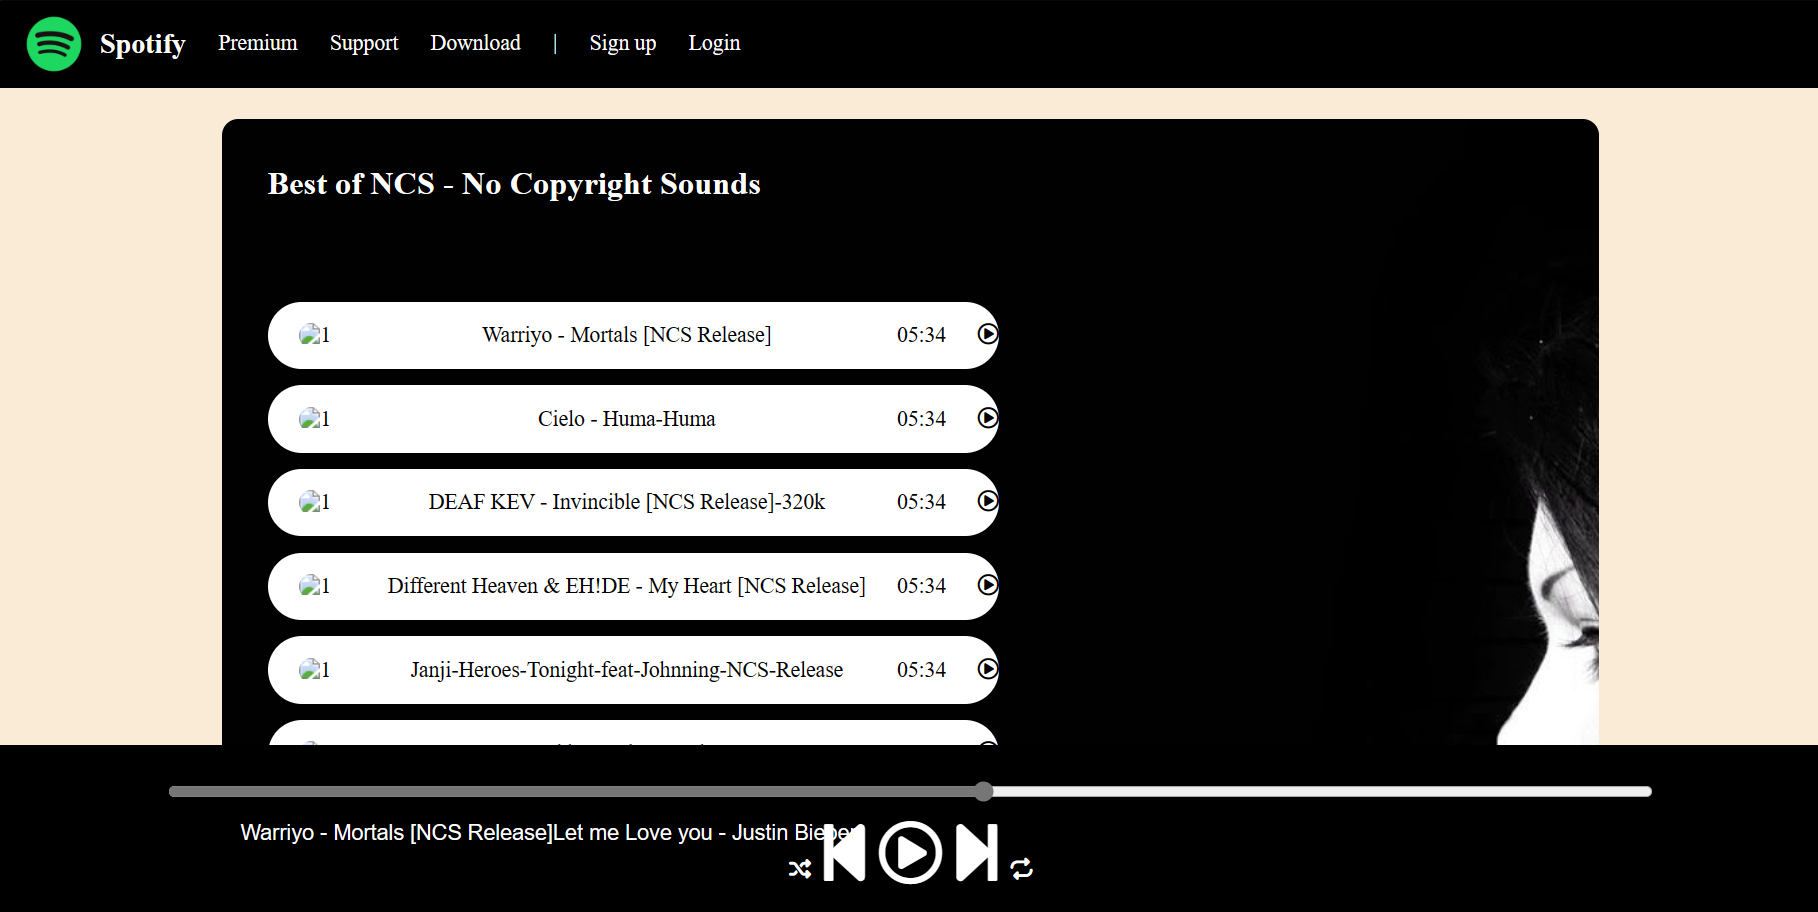 Spotify Premium Support Download | Sign up Login
Best of NCS - No Copyright Sounds
1 Warriyo - Mortals [NCS Release] 05:34
1 Cielo - Huma-Huma 05:34
1 DEAF KEV - Invincible [NCS Release]-320k 05:34
1 Different Heaven & EH!DE - My Heart [NCS Release] 05:34
1 Janji-Heroes-Tonight-feat-Johnning-NCS-Release 05:34
Warriyo - Mortals [NCS Release]Let me Love you - Justin Bieber